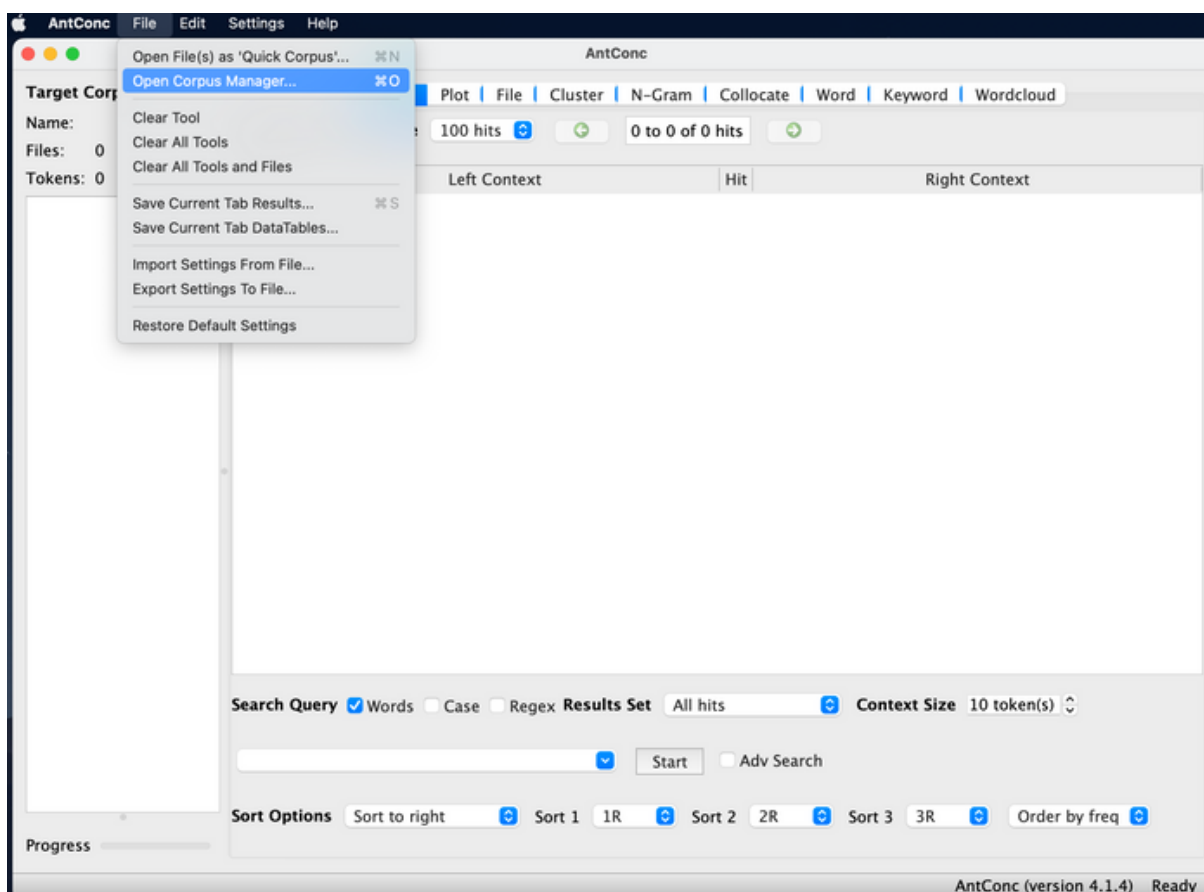 AntConc File Edit Settings Help
AntConc
Open File(s) as 'Quick Corpus'... ⌘N
Open Corpus Manager... ⌘O
Clear Tool
Clear All Tools
Clear All Tools and Files
Save Current Tab Results... ⌘S
Save Current Tab DataTables...
Import Settings From File...
Export Settings To File...
Restore Default Settings
Target Corp
Name:
Files: 0
Tokens: 0
Plot File Cluster N-Gram Collocate Word Keyword Wordcloud
100 hits 0 to 0 of 0 hits
Left Context Hit Right Context
Search Query Words Case Regex Results Set All hits Context Size 10 token(s)
Start Adv Search
Sort Options Sort to right Sort 1 1R Sort 2 2R Sort 3 3R Order by freq
Progress
AntConc (version 4.1.4) Ready